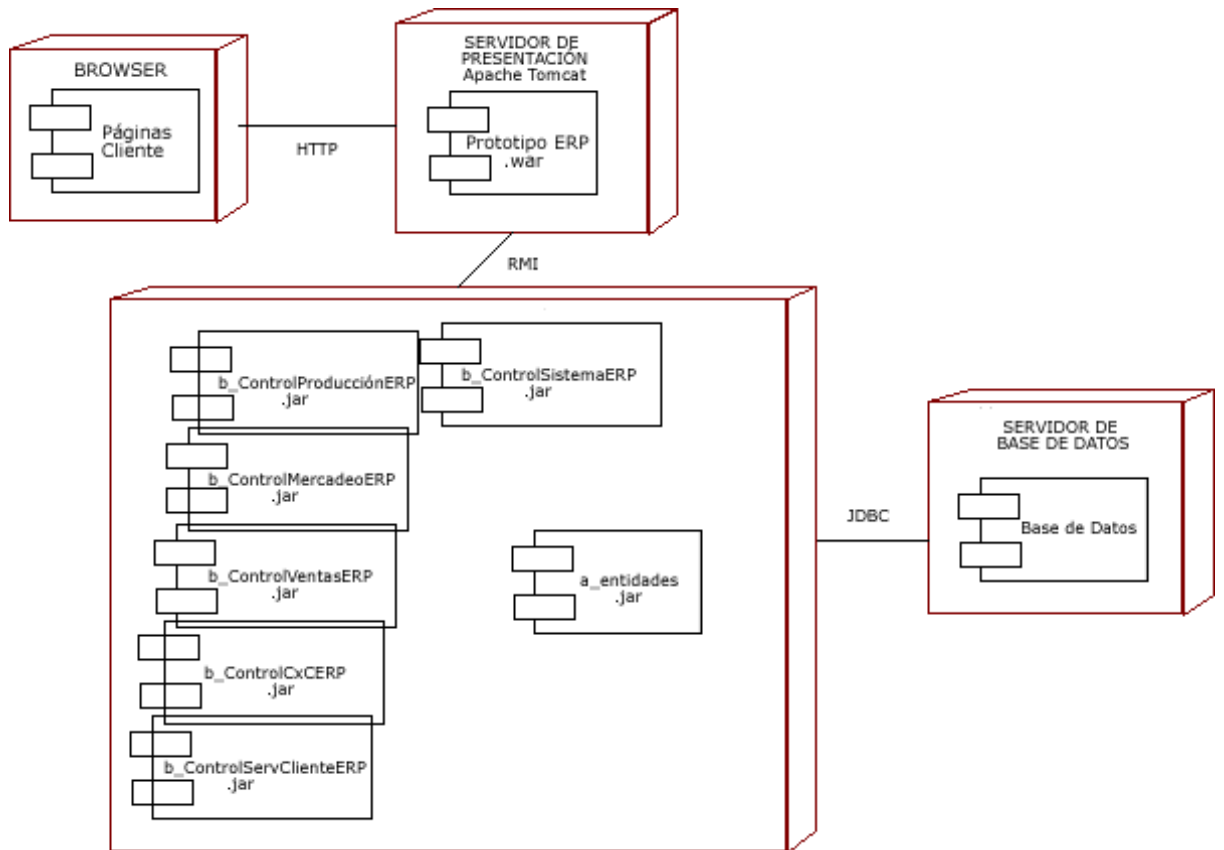 BROWSER
Páginas
Cliente
HTTP
SERVIDOR DE
PRESENTACIÓN
Apache Tomcat
Prototipo ERP
.war
RMI
b_ControlProducciónERP
.jar
b_ControlSistemaERP
.jar
b_ControlMercadeoERP
.jar
b_ControlVentasERP
.jar
a_entidades
.jar
b_ControlCxCERP
.jar
b_ControlServClienteERP
.jar
JDBC
SERVIDOR DE
BASE DE DATOS
Base de Datos